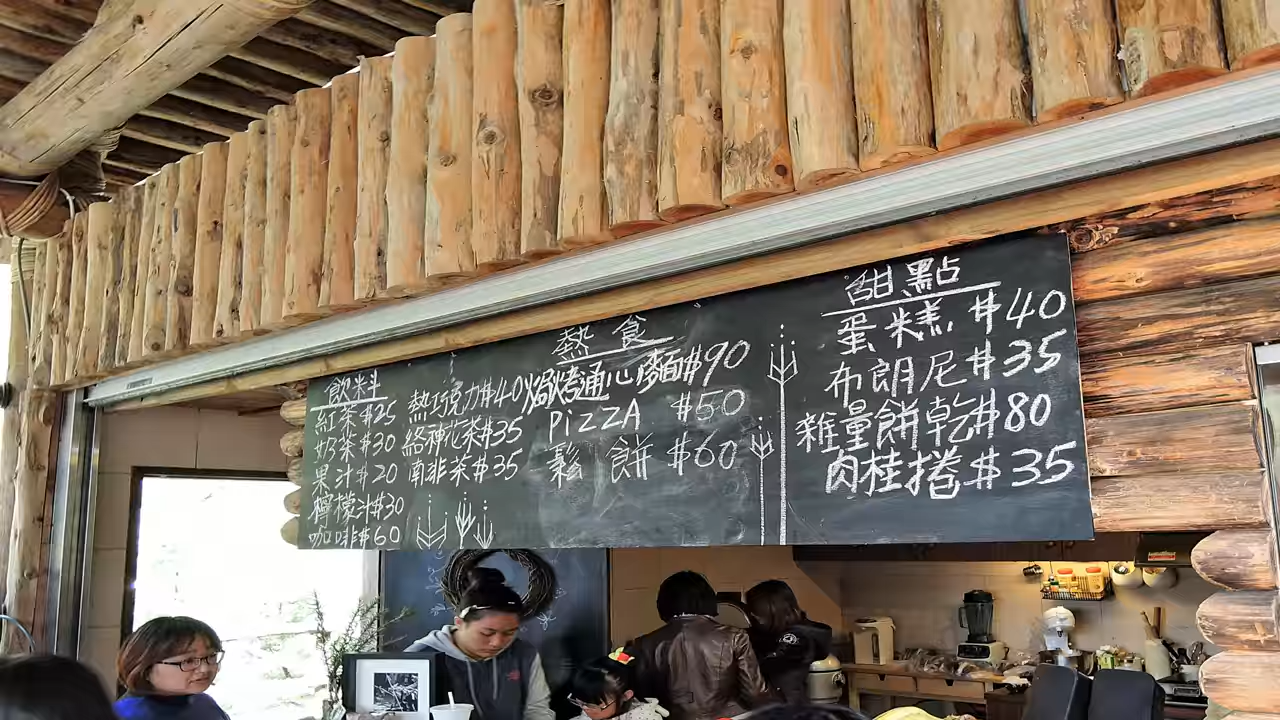 飲料
紅茶#25
奶茶#30
果汁#20
檸檬汁#30
咖啡#60
熱巧克力#40
洛神花茶#35
南非茶#35
熱食
焗烤通心麵#90
PIZZA #50
鬆餅 #60
甜點
蛋糕 #40
布朗尼#35
雜量餅乾#80
肉桂捲#35